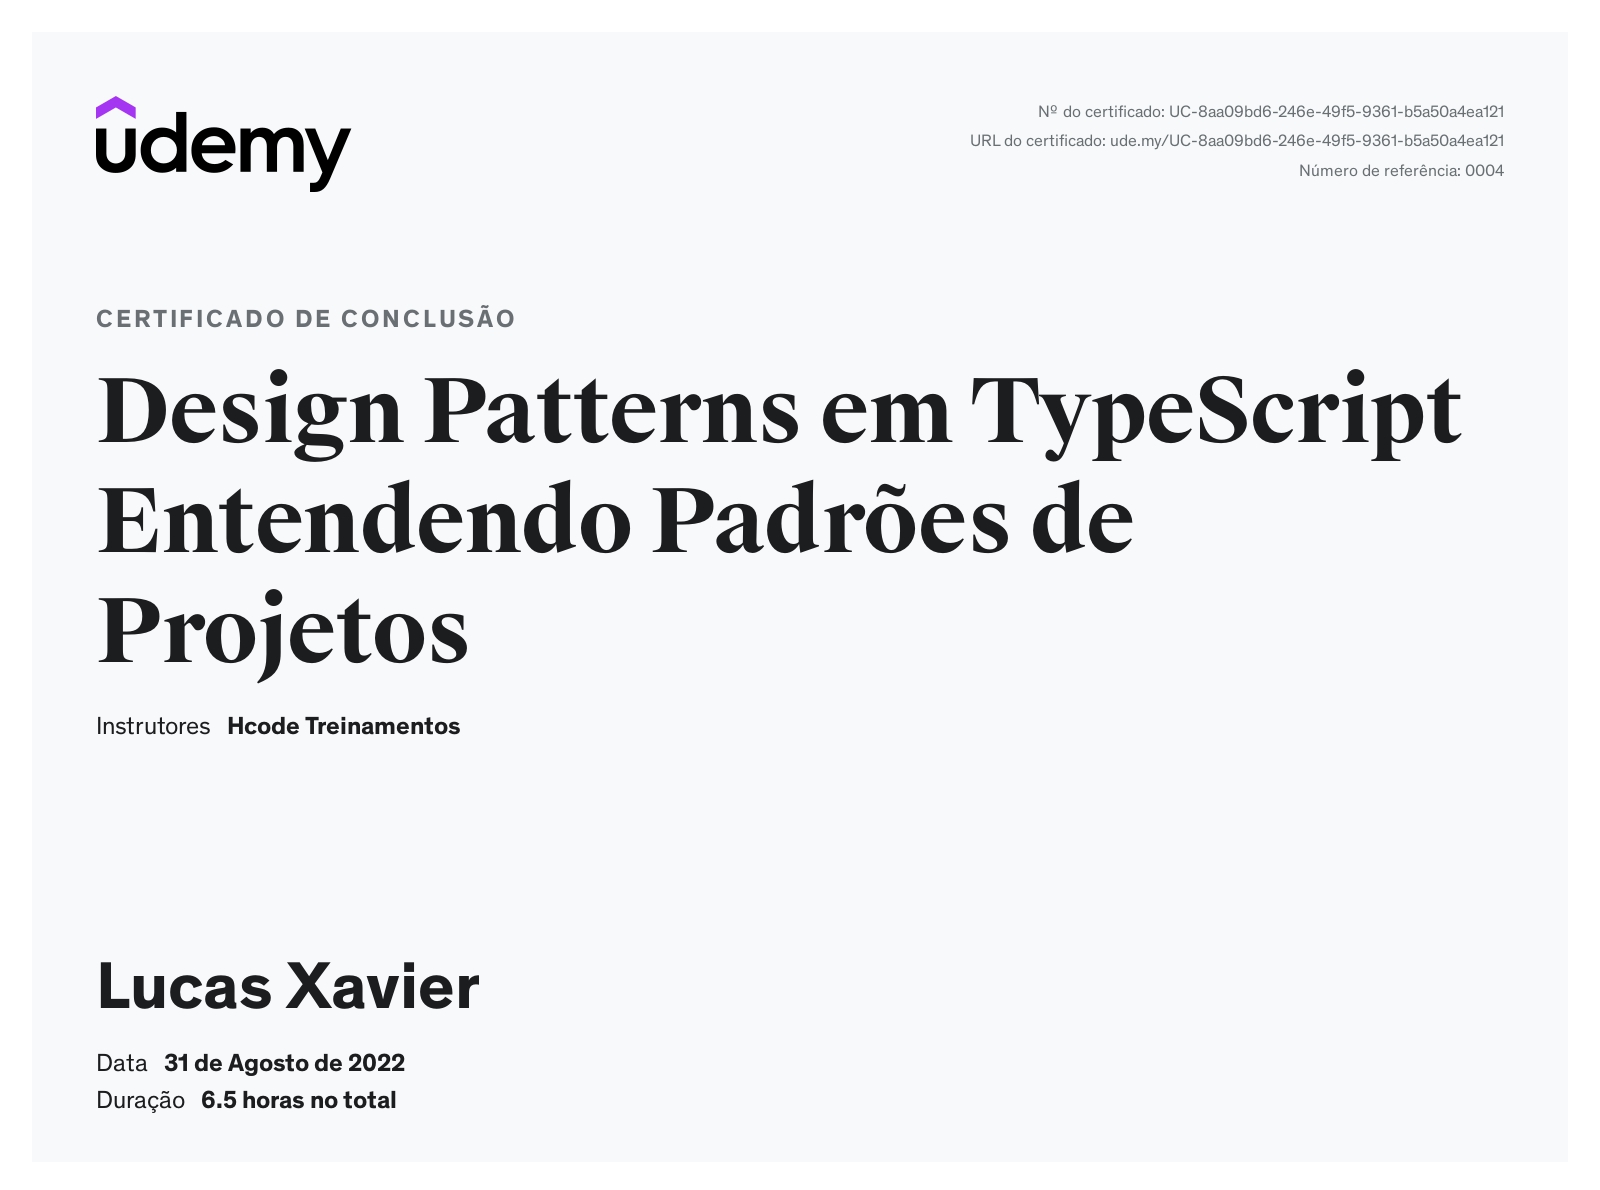 udemy
Nº do certificado: UC-8aa09bd6-246e-49f5-9361-b5a50a4ea121
URL do certificado: ude.my/UC-8aa09bd6-246e-49f5-9361-b5a50a4ea121
Número de referência: 0004
CERTIFICADO DE CONCLUSÃO
Design Patterns em TypeScript
Entendendo Padrões de
Projetos
Instrutores Hcode Treinamentos
Lucas Xavier
Data 31 de Agosto de 2022
Duração 6.5 horas no total